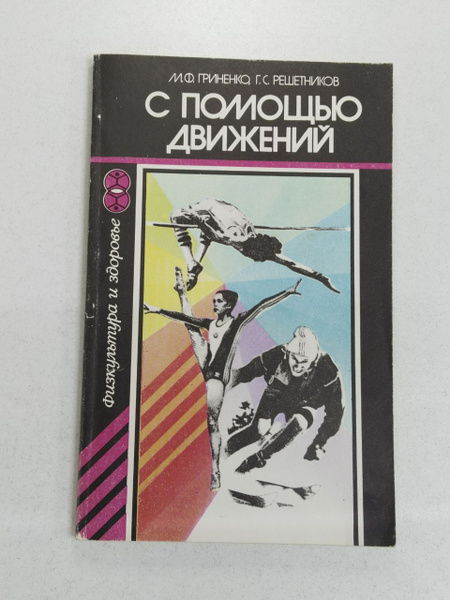 М.Ф. ГРИНЕНКО, Г.С. РЕШЕТНИКОВ
С ПОМОЩЬЮ
ДВИЖЕНИЙ
Физкультура и здоровье